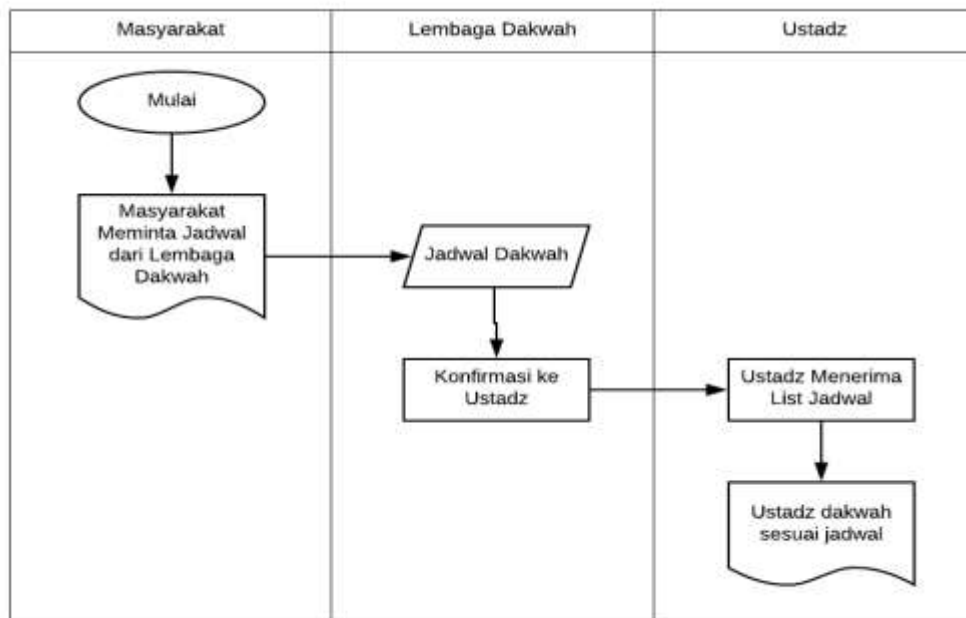 Masyarakat
Lembaga Dakwah
Ustadz
Mulai
Masyarakat
Meminta Jadwal
dari Lembaga
Dakwah
Jadwal Dakwah
Konfirmasi ke
Ustadz
Ustadz Menerima
List Jadwal
Ustadz dakwah
sesuai jadwal